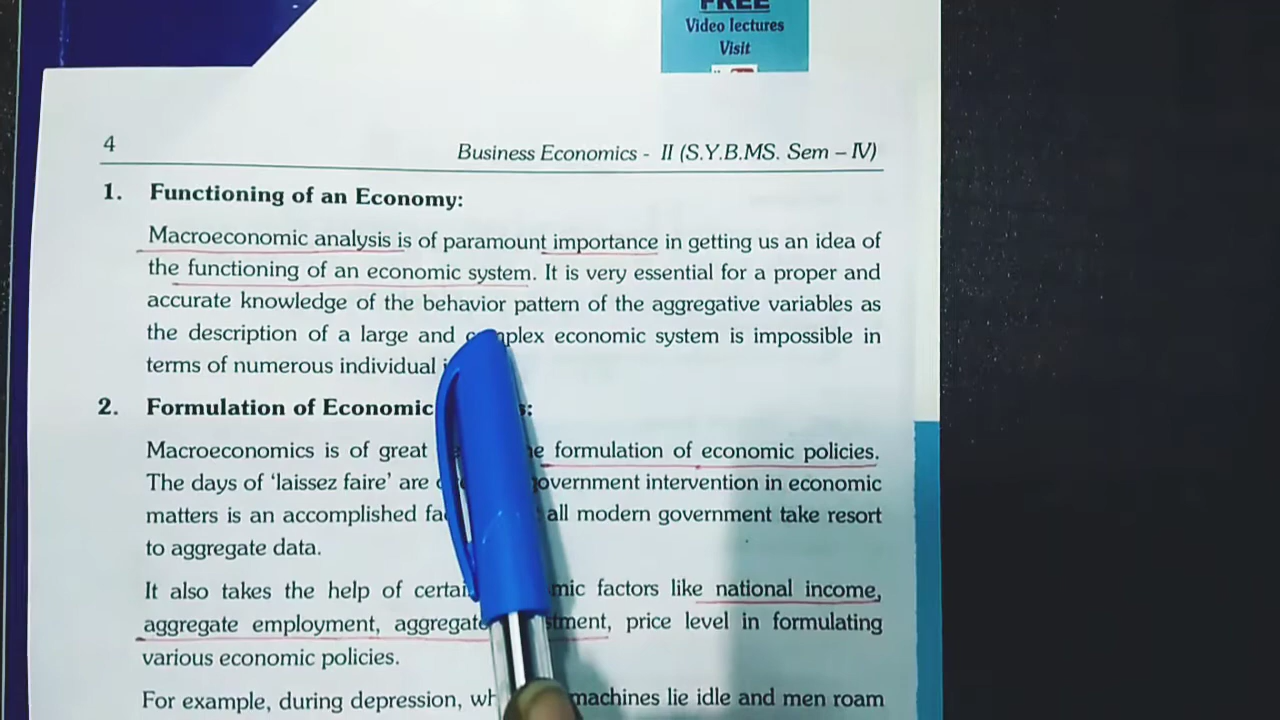 FREE
Video lectures
Visit
4
Business Economics - II (S.Y.B.MS. Sem – IV)
1. Functioning of an Economy:
Macroeconomic analysis is of paramount importance in getting us an idea of
the functioning of an economic system. It is very essential for a proper and
accurate knowledge of the behavior pattern of the aggregative variables as
the description of a large and complex economic system is impossible in
terms of numerous individual
2. Formulation of Economic
Macroeconomics is of great formulation of economic policies.
The days of ‘laissez faire’ are government intervention in economic
matters is an accomplished all modern government take resort
to aggregate data.
It also takes the help of certain factors like national income,
aggregate employment, aggregate investment, price level in formulating
various economic policies.
For example, during depression, machines lie idle and men roam